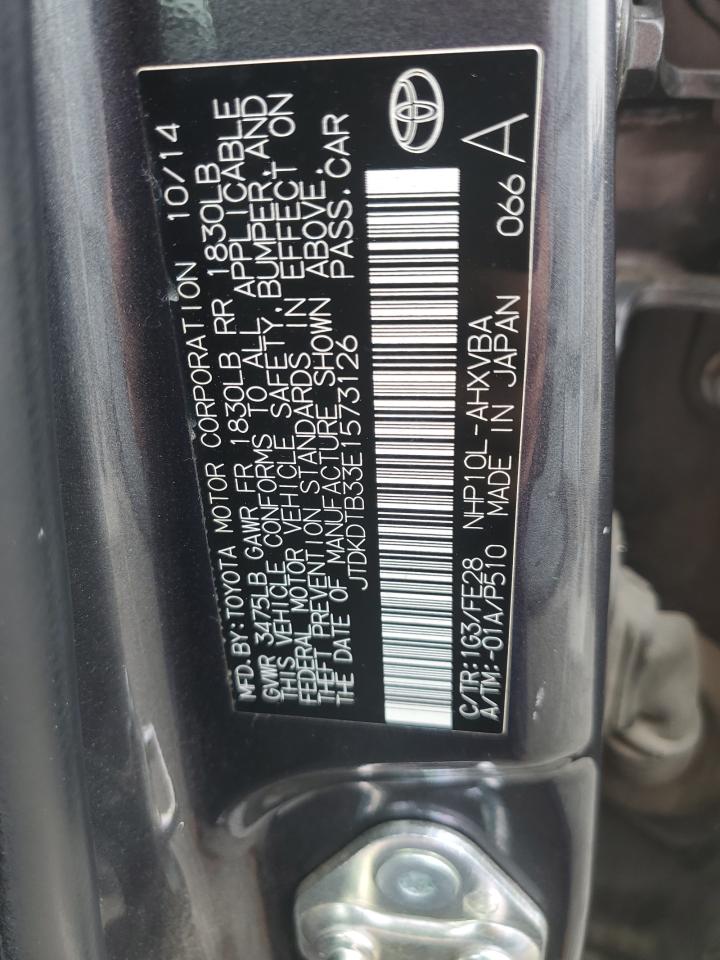 MFD.BY:TOYOTA MOTOR CORPORATION 10/14
GVWR 3475LB GAWR FR 1830LB RR 1830LB
THIS VEHICLE CONFORMS TO ALL APPLICABLE
FEDERAL MOTOR VEHICLE SAFETY, BUMPER, AND
THEFT PREVENTION STANDARDS IN EFFECT ON
THE DATE OF MANUFACTURE SHOWN ABOVE.
JTDKDTB33E1573126 PASS.CAR
C/TR:1G3/FE28 NHP10L-AHXVBA
A/TM:-01A/P510 MADE IN JAPAN 066 A